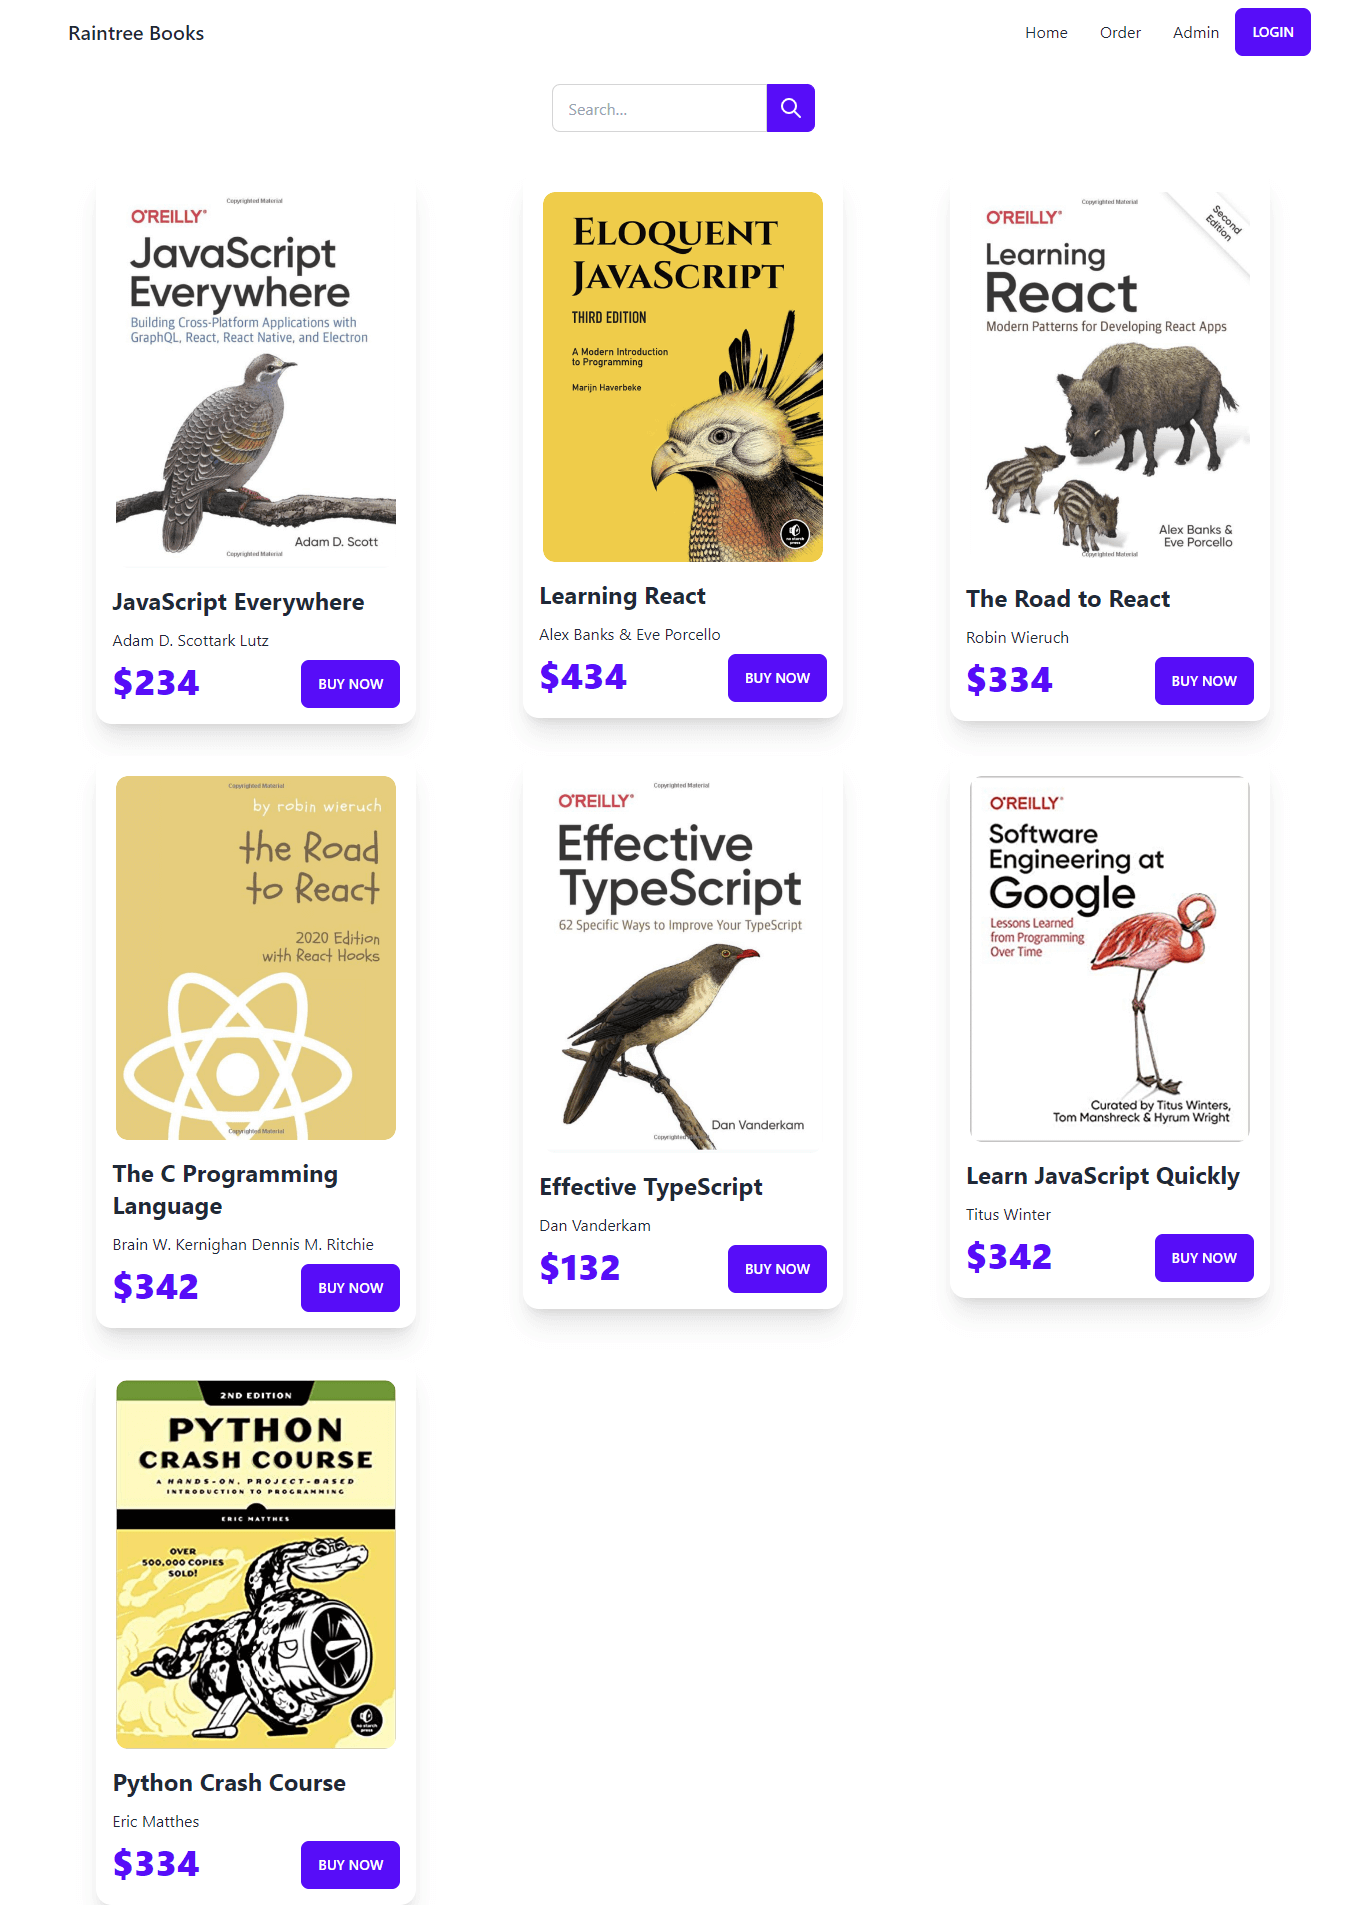 Raintree Books
Home
Order
Admin
LOGIN
Search...
Copyrighted Material
O'REILLY®
JavaScript
Everywhere
Building Cross-Platform Applications with
GraphQL, React, React Native, and Electron
Adam D. Scott
Copyrighted Material
JavaScript Everywhere
Adam D. Scottark Lutz
$234
BUY NOW
ELOQUENT
JAVASCRIPT
THIRD EDITION
A Modern Introduction
to Programming
Marijn Haverbeke
no starch
press
Learning React
Alex Banks & Eve Porcello
$434
BUY NOW
Copyrighted Material
Second
Edition
O'REILLY®
Learning
React
Modern Patterns for Developing React Apps
Alex Banks &
Eve Porcello
Copyrighted Material
The Road to React
Robin Wieruch
$334
BUY NOW
Copyrighted Material
by robin wieruch
the Road
to React
2020 Edition
with React Hooks
Copyrighted Material
The C Programming
Language
Brain W. Kernighan Dennis M. Ritchie
$342
BUY NOW
Copyrighted Material
O'REILLY®
Effective
TypeScript
62 Specific Ways to Improve Your TypeScript
Dan Vanderkam
Copyrighted Material
Effective TypeScript
Dan Vanderkam
$132
BUY NOW
O'REILLY®
Software
Engineering at
Google
Lessons Learned
from Programming
Over Time
Curated by Titus Winters,
Tom Manshreck & Hyrum Wright
Learn JavaScript Quickly
Titus Winter
$342
BUY NOW
2ND EDITION
PYTHON
CRASH COURSE
A HANDS-ON, PROJECT-BASED
INTRODUCTION TO PROGRAMMING
ERIC MATTHES
OVER
500,000 COPIES
SOLD!
no starch
press
Python Crash Course
Eric Matthes
$334
BUY NOW